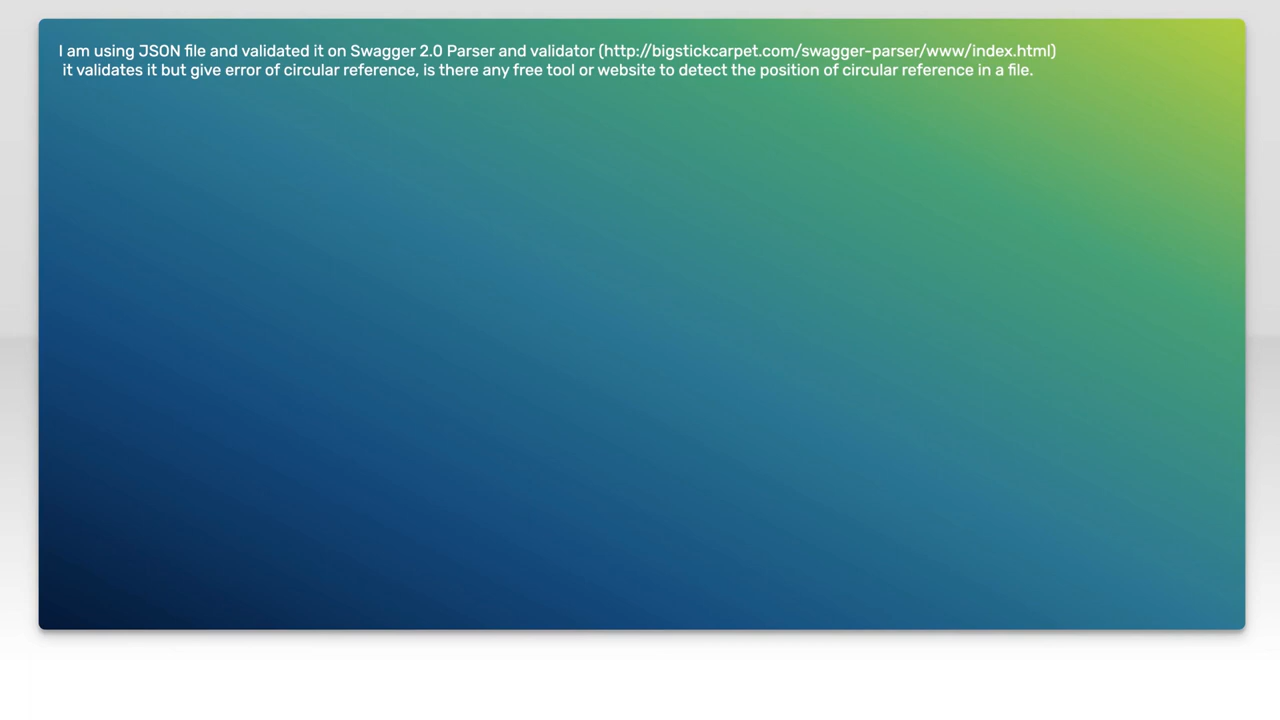 I am using JSON file and validated it on Swagger 2.0 Parser and validator (http://bigstickcarpet.com/swagger-parser/www/index.html)
it validates it but give error of circular reference, is there any free tool or website to detect the position of circular reference in a file.